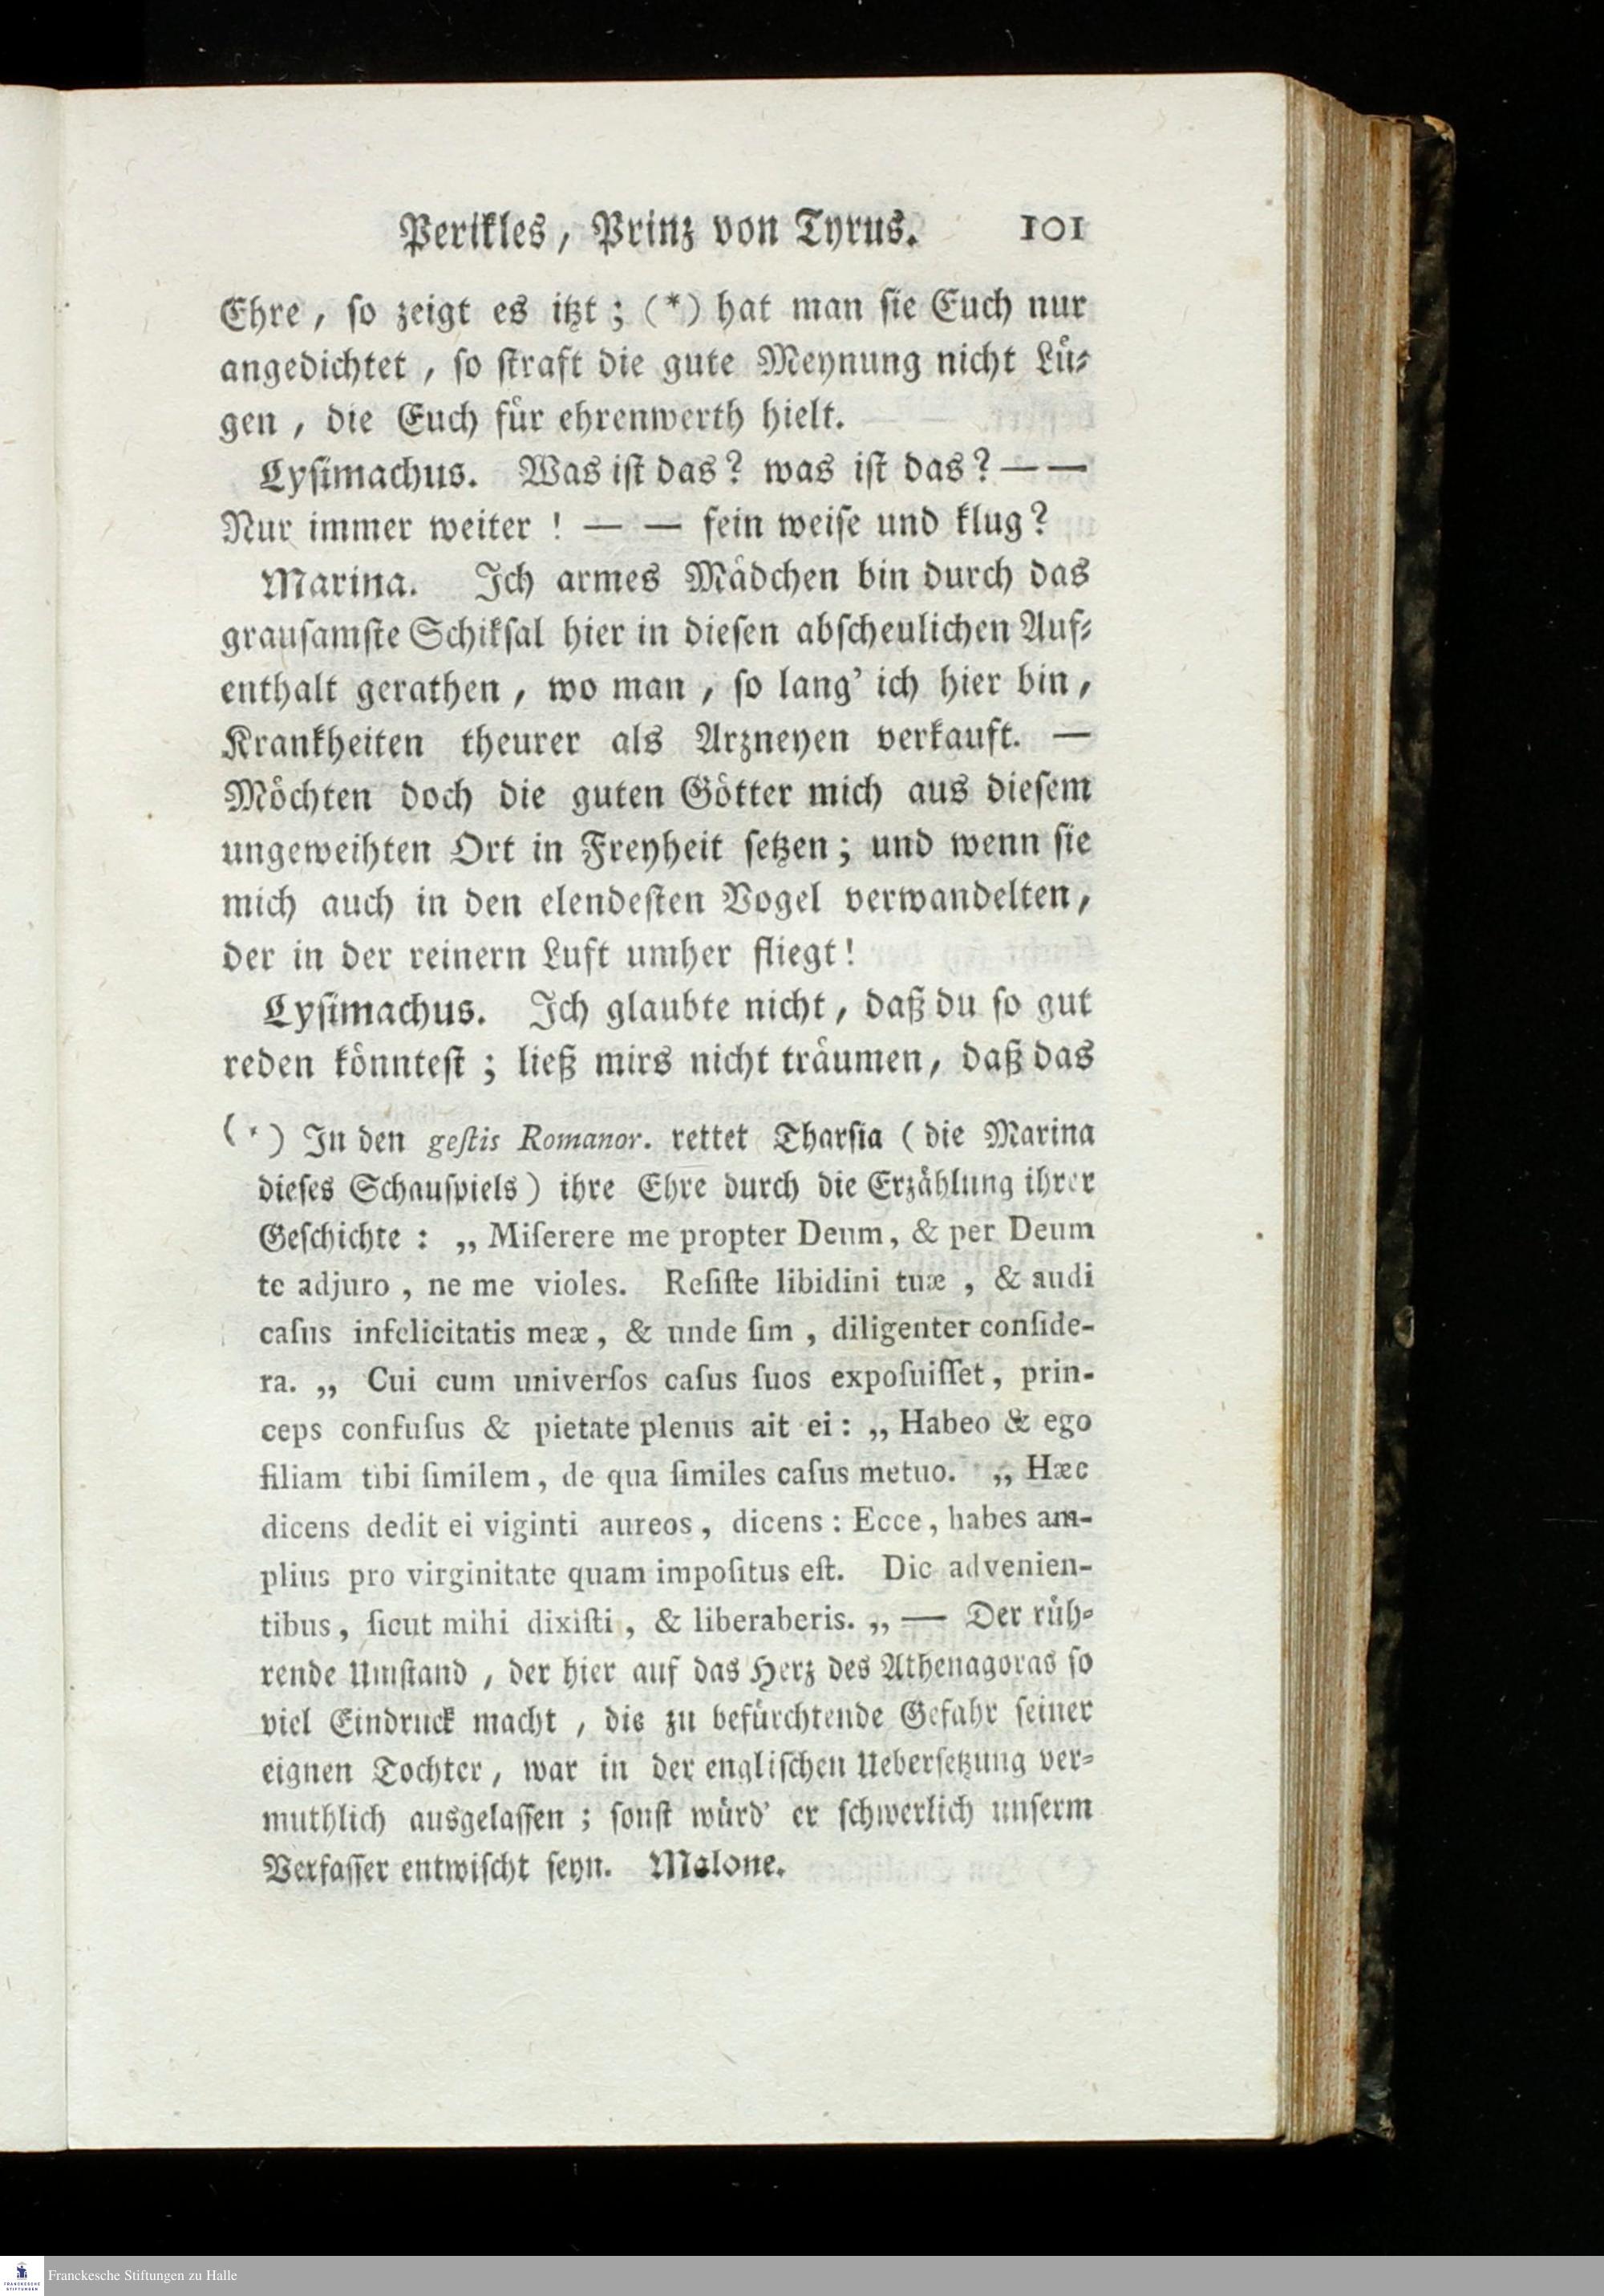 Perikles, Prinz von Tyrus. 101
Ehre, ſo zeigt es itzt; (*) hat man ſie Euch nur
angedichtet, ſo ſtraft die gute Meynung nicht Lü-
gen, die Euch für ehrenwerth hielt.
Lyſimachus. Was iſt das? was iſt das? — —
Nur immer weiter! — — fein weiſe und klug?
Marina. Ich armes Mädchen bin durch das
grauſamſte Schikſal hier in dieſen abſcheulichen Auf-
enthalt gerathen, wo man, ſo lang' ich hier bin,
Krankheiten theurer als Arzneyen verkauft. —
Möchten doch die guten Götter mich aus dieſem
ungeweihten Ort in Freyheit ſetzen; und wenn ſie
mich auch in den elendeſten Vogel verwandelten,
der in der reinern Luft umher fliegt!
Lyſimachus. Ich glaubte nicht, daß du ſo gut
reden könnteſt; ließ mirs nicht träumen, daß das
(*) In den geſtis Romanor. rettet Tharſia (die Marina
dieſes Schauſpiels) ihre Ehre durch die Erzählung ihrer
Geſchichte: „Miſerere me propter Deum, & per Deum
te adjuro, ne me violes. Reſiſte libidini tuæ, & audi
caſus infelicitatis meæ, & unde ſim, diligenter conſide-
ra. „ Cui cum univerſos caſus ſuos expoſuiſſet, prin-
ceps confuſus & pietate plenus ait ei: „Habeo & ego
filiam tibi ſimilem, de qua ſimiles caſus metuo. „ Hæc
dicens dedit ei viginti aureos, dicens: Ecce, habes am-
plius pro virginitate quam impoſitus eſt. Dic advenien-
tibus, ſicut mihi dixiſti, & liberaberis. „ — Der rüh-
rende Umſtand, der hier auf das Herz des Athenagoras ſo
viel Eindruck macht, die zu befürchtende Gefahr ſeiner
eignen Tochter, war in der engliſchen Ueberſetzung ver-
muthlich ausgelaſſen; ſonſt würd' er ſchwerlich unſerm
Verfaſſer entwiſcht ſeyn. Malone.
FRANCKESCHE
STIFTUNGEN
Franckesche Stiftungen zu Halle